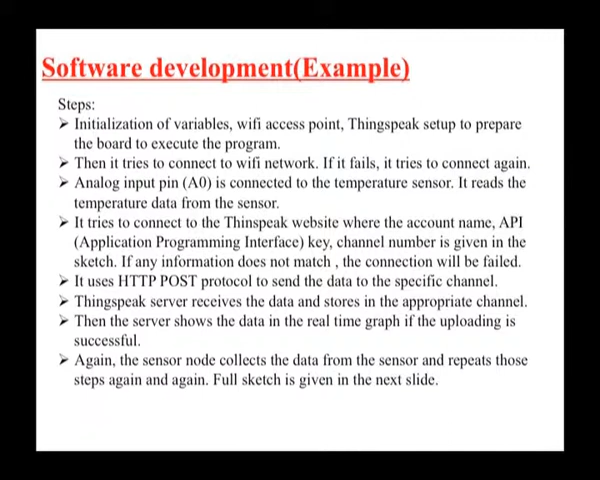 Software development(Example)
Steps:
➢ Initialization of variables, wifi access point, Thingspeak setup to prepare
the board to execute the program.
➢ Then it tries to connect to wifi network. If it fails, it tries to connect again.
➢ Analog input pin (A0) is connected to the temperature sensor. It reads the
temperature data from the sensor.
➢ It tries to connect to the Thinspeak website where the account name, API
(Application Programming Interface) key, channel number is given in the
sketch. If any information does not match , the connection will be failed.
➢ It uses HTTP POST protocol to send the data to the specific channel.
➢ Thingspeak server receives the data and stores in the appropriate channel.
➢ Then the server shows the data in the real time graph if the uploading is
successful.
➢ Again, the sensor node collects the data from the sensor and repeats those
steps again and again. Full sketch is given in the next slide.